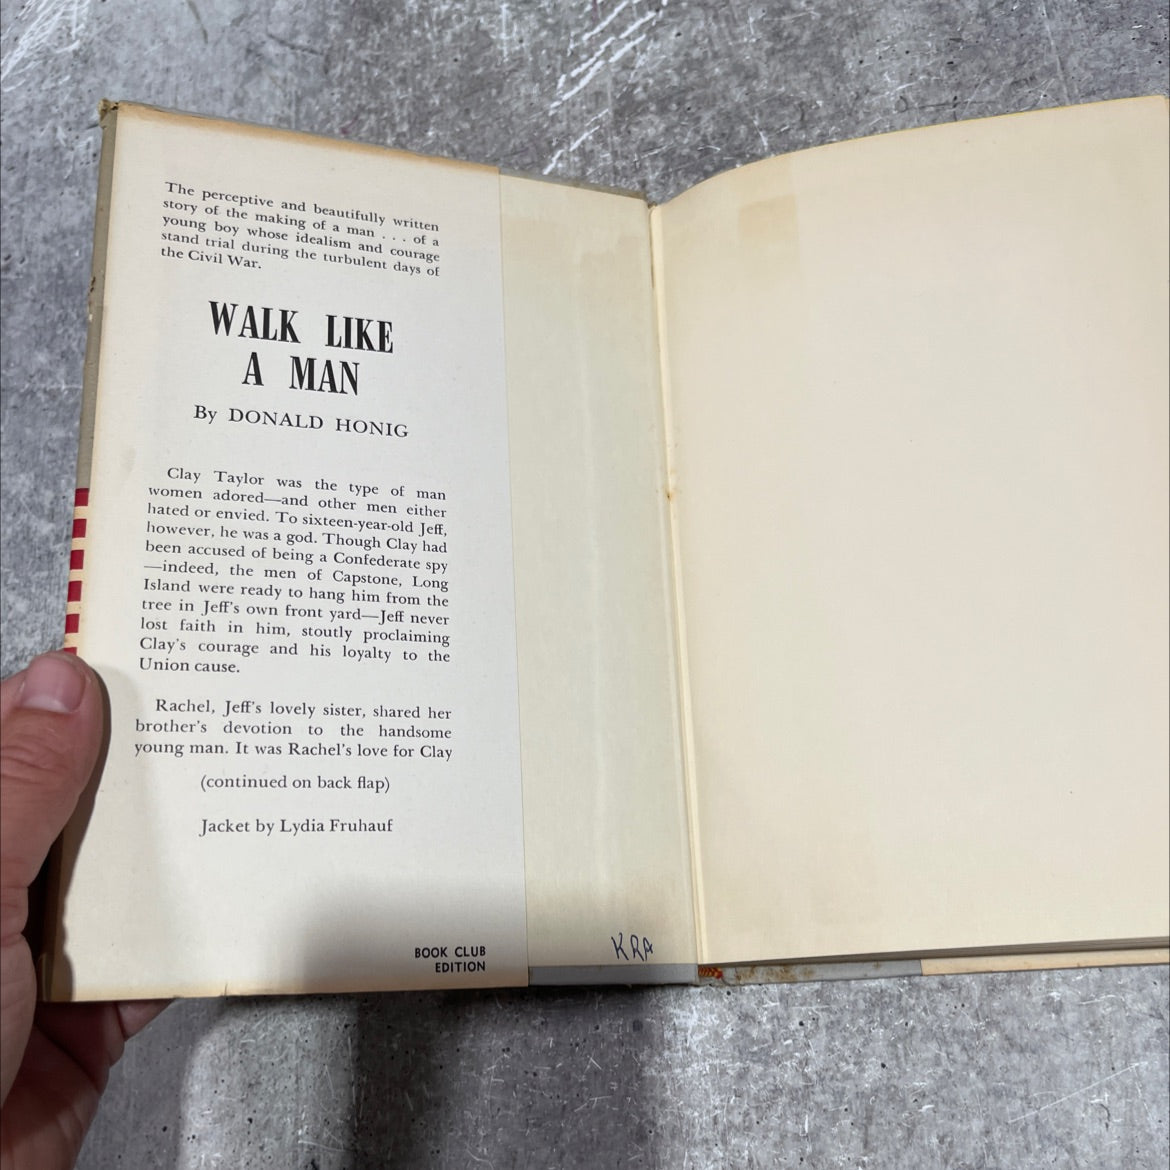 The perceptive and beautifully written
story of the making of a man . . . of a
young boy whose idealism and courage
stand trial during the turbulent days of
the Civil War.
WALK LIKE
A MAN
By DONALD HONIG
Clay Taylor was the type of man
women adored—and other men either
hated or envied. To sixteen-year-old Jeff,
however, he was a god. Though Clay had
been accused of being a Confederate spy
—indeed, the men of Capstone, Long
Island were ready to hang him from the
tree in Jeff's own front yard—Jeff never
lost faith in him, stoutly proclaiming
Clay's courage and his loyalty to the
Union cause.
Rachel, Jeff's lovely sister, shared her
brother's devotion to the handsome
young man. It was Rachel's love for Clay
(continued on back flap)
Jacket by Lydia Fruhauf
BOOK CLUB
EDITION
KRA